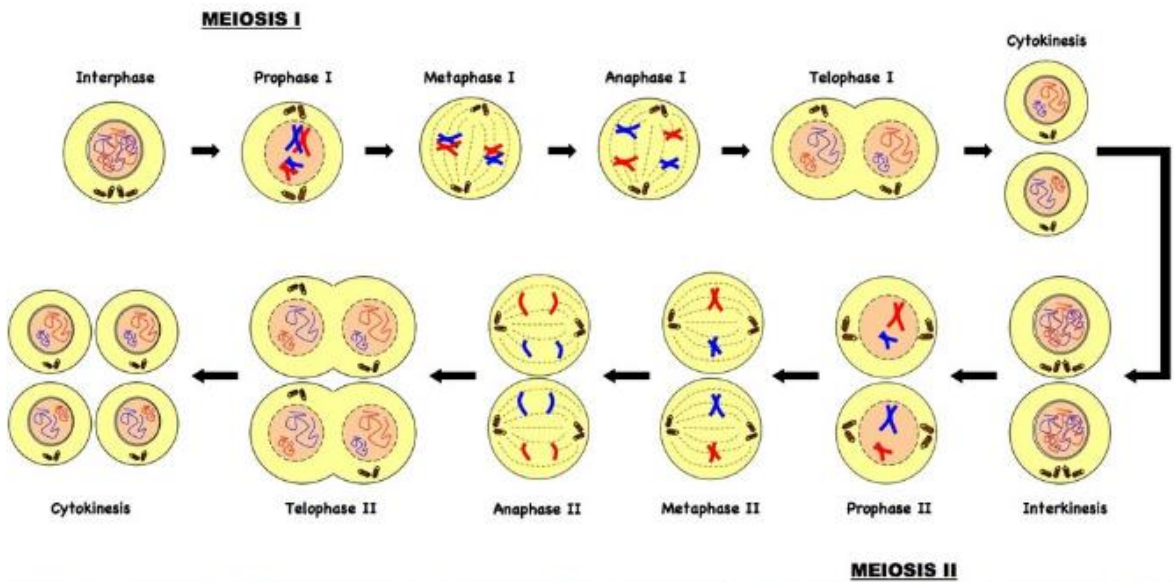 MEIOSIS I
Interphase
Prophase I
Metaphase I
Anaphase I
Telophase I
Cytokinesis
Cytokinesis
Telophase II
Anaphase II
Metaphase II
Prophase II
Interkinesis
MEIOSIS II